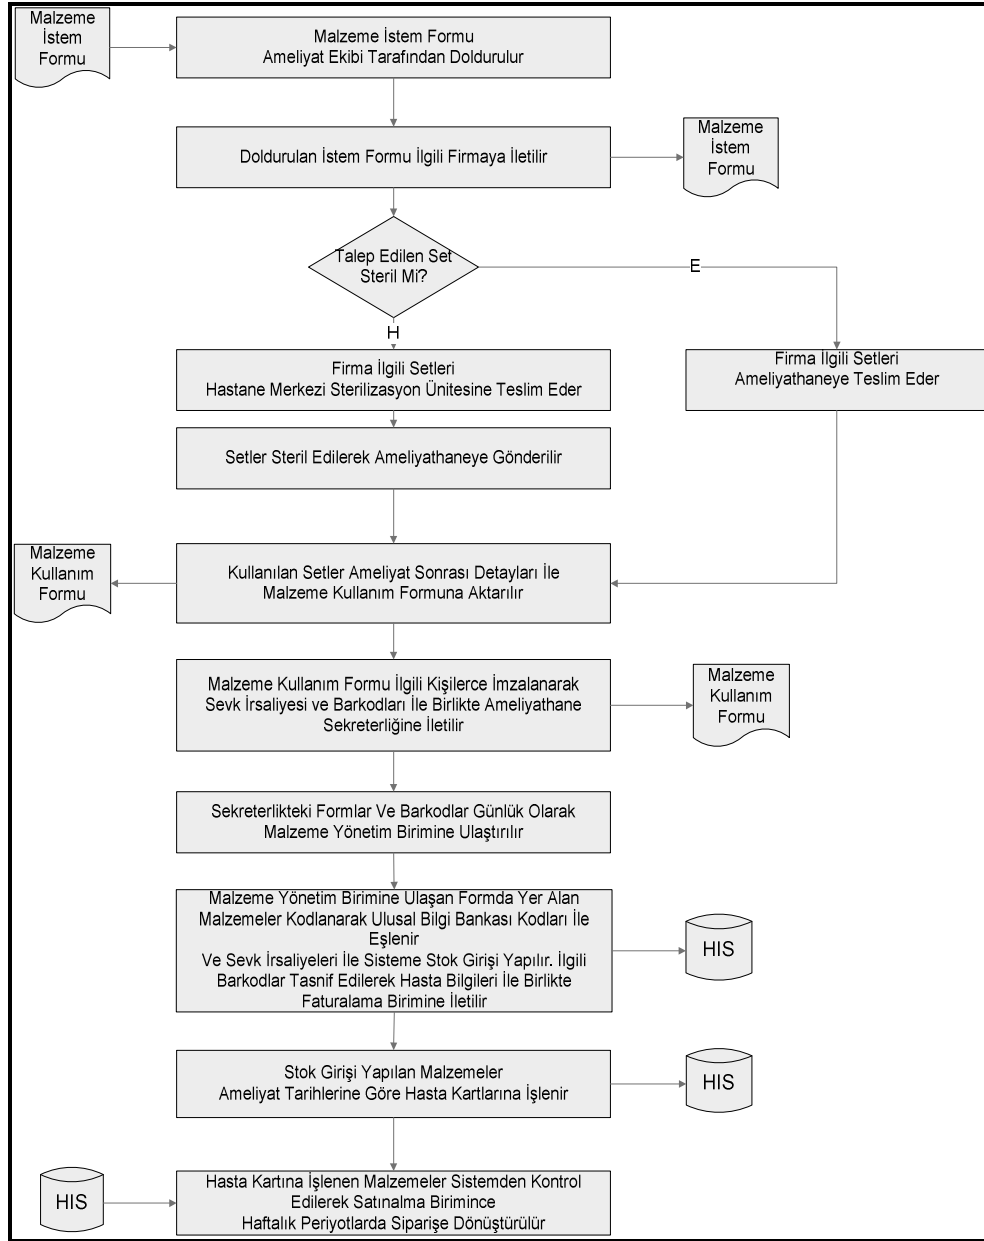 Malzeme
İstem
Formu
Malzeme İstem Formu
Ameliyat Ekibi Tarafından Doldurulur
Doldurulan İstem Formu İlgili Firmaya İletilir
Malzeme
İstem
Formu
Talep Edilen Set
Steril Mi?
E
H
Firma İlgili Setleri
Hastane Merkezi Sterilizasyon Ünitesine Teslim Eder
Firma İlgili Setleri
Ameliyathaneye Teslim Eder
Setler Steril Edilerek Ameliyathaneye Gönderilir
Malzeme
Kullanım
Formu
Kullanılan Setler Ameliyat Sonrası Detayları İle
Malzeme Kullanım Formuna Aktarılır
Malzeme Kullanım Formu İlgili Kişilerce İmzalanarak
Sevk İrsaliyesi ve Barkodları İle Birlikte Ameliyathane
Sekreterliğine İletilir
Malzeme
Kullanım
Formu
Sekreterlikteki Formlar Ve Barkodlar Günlük Olarak
Malzeme Yönetim Birimine Ulaştırılır
Malzeme Yönetim Birimine Ulaşan Formda Yer Alan
Malzemeler Kodlanarak Ulusal Bilgi Bankası Kodları İle
Eşlenir
Ve Sevk İrsaliyeleri İle Sisteme Stok Girişi Yapılır. İlgili
Barkodlar Tasnif Edilerek Hasta Bilgileri İle Birlikte
Faturalama Birimine İletilir
HIS
Stok Girişi Yapılan Malzemeler
Ameliyat Tarihlerine Göre Hasta Kartlarına İşlenir
HIS
HIS
Hasta Kartına İşlenen Malzemeler Sistemden Kontrol
Edilerek Satınalma Birimince
Haftalık Periyotlarda Siparişe Dönüştürülür